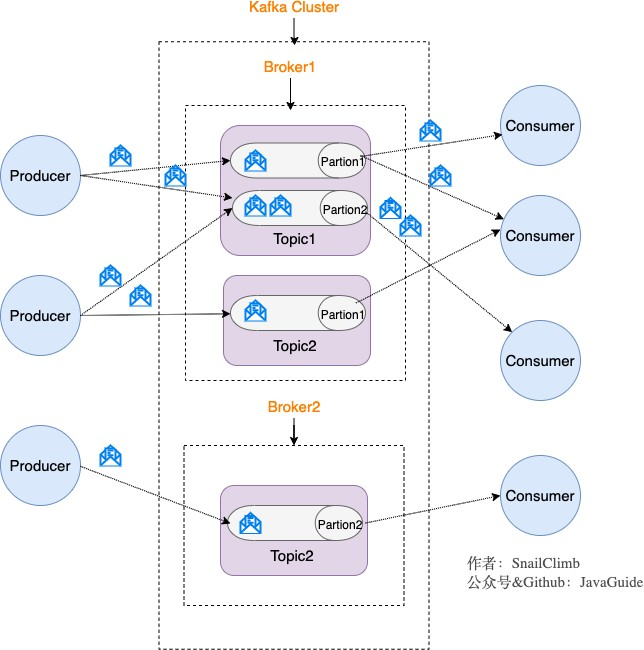 Kafka Cluster
Broker1
Producer
Partion1
Consumer
Partion2
Topic1
Consumer
Producer
Partion1
Topic2
Consumer
Broker2
Producer
Partion2
Topic2
Consumer
作者：SnailClimb
公众号&Github：JavaGuide